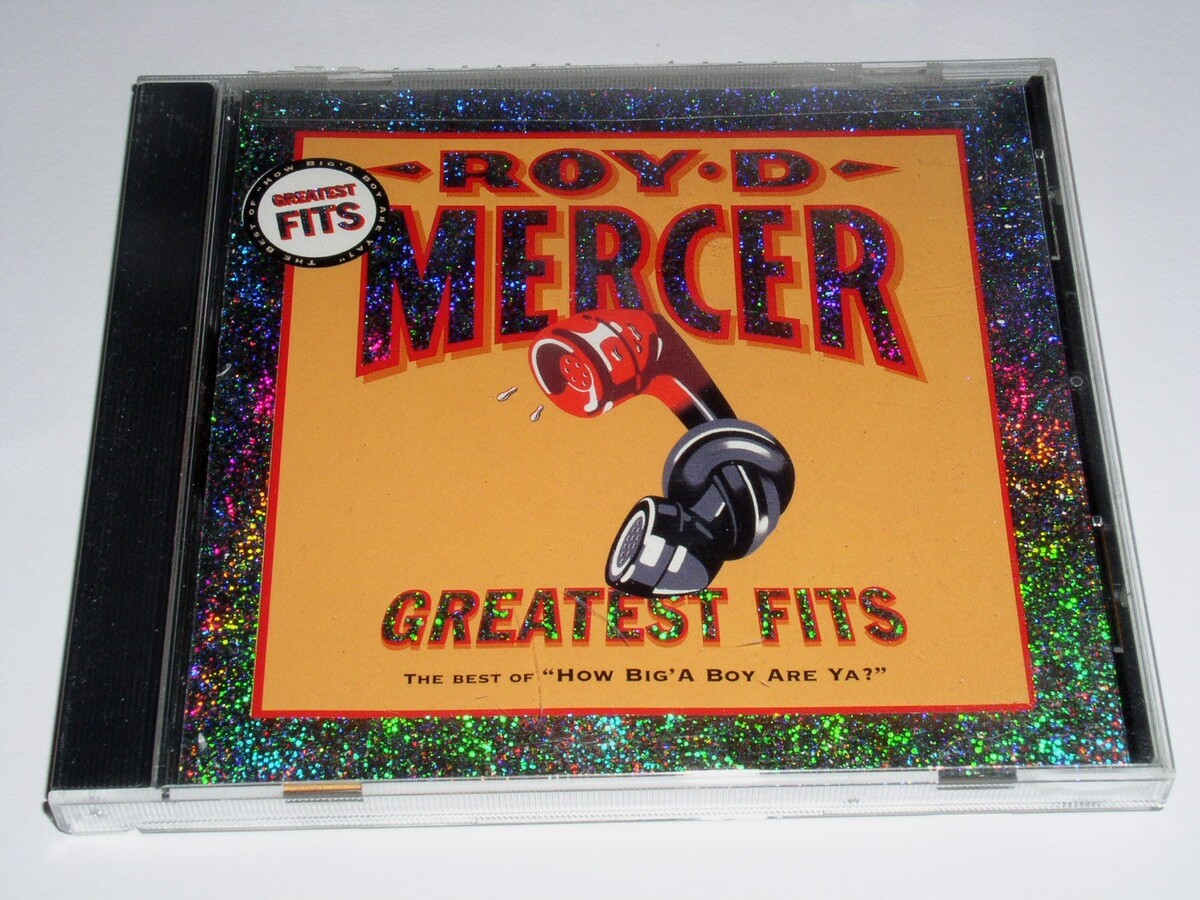 ROY·D
MERCER
THE BEST OF "HOW BIG'A BOY ARE YA?"
GREATEST
FITS
GREATEST FITS
THE BEST OF "HOW BIG'A BOY ARE YA?"